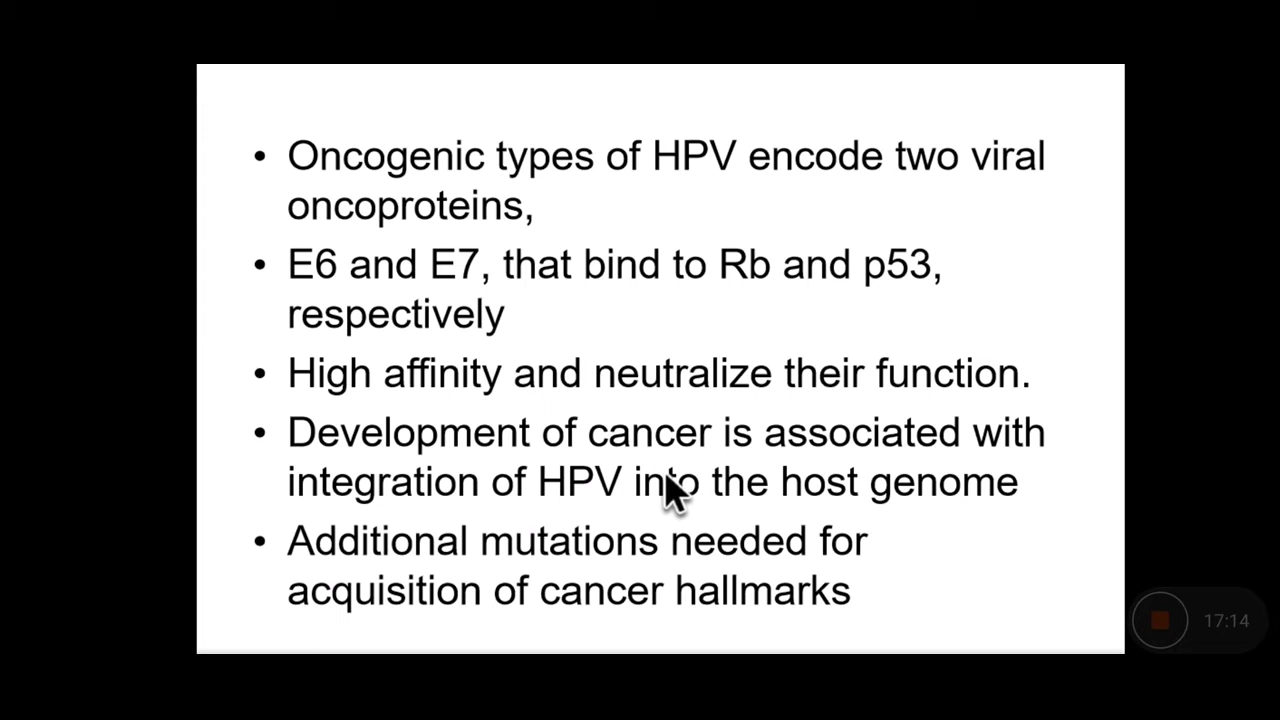 • Oncogenic types of HPV encode two viral
oncoproteins,
• E6 and E7, that bind to Rb and p53,
respectively
• High affinity and neutralize their function.
• Development of cancer is associated with
integration of HPV into the host genome
• Additional mutations needed for
acquisition of cancer hallmarks
17:14